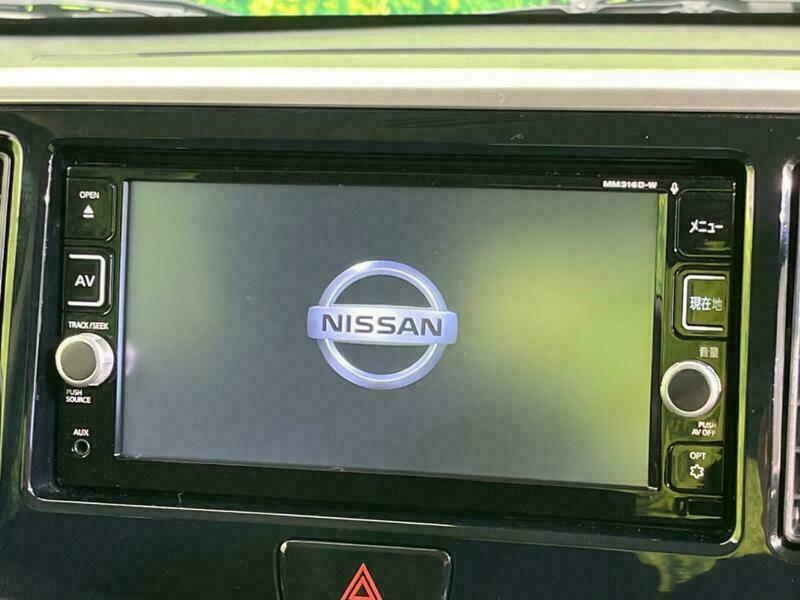 MM316D-W
OPEN
AV
TRACK/SEEK
PUSH
SOURCE
AUX
NISSAN
メニュー
現在地
音量
PUSH
AV OFF
OPT